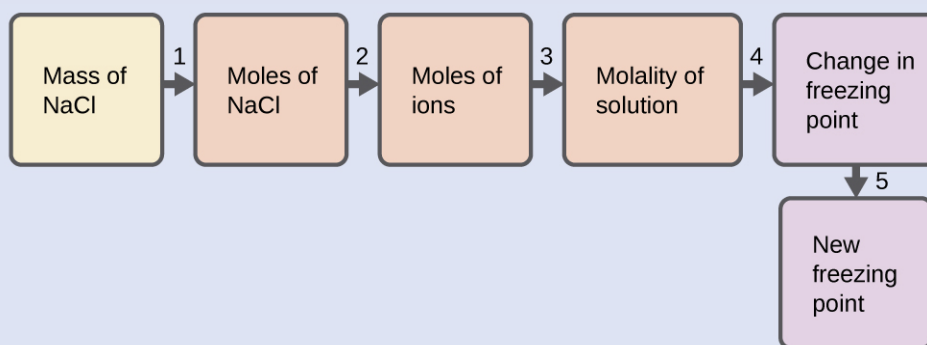 Mass of
NaCl
1
Moles of
NaCl
2
Moles of
ions
3
Molality of
solution
4
Change in
freezing
point
5
New
freezing
point